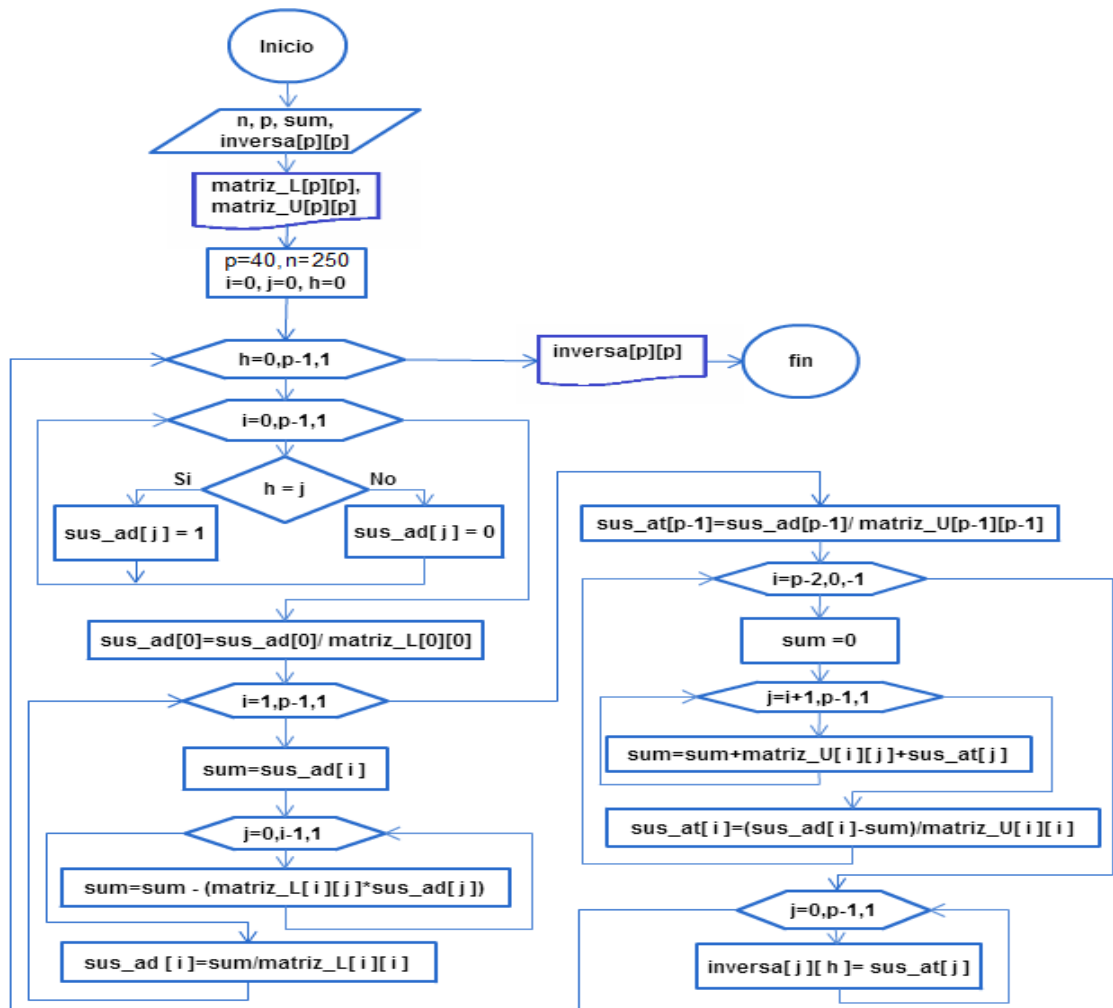 Inicio
n, p, sum,
inversa[p][p]
matriz_L[p][p],
matriz_U[p][p]
p=40, n=250
i=0, j=0, h=0
h=0,p-1,1
inversa[p][p]
fin
i=0,p-1,1
Si
h = j
No
sus_ad[ j ] = 1
sus_ad[ j ] = 0
sus_ad[0]=sus_ad[0]/ matriz_L[0][0]
i=1,p-1,1
sum=sus_ad[ i ]
j=0,i-1,1
sum=sum - (matriz_L[ i ][ j ]*sus_ad[ j ])
sus_ad [ i ]=sum/matriz_L[ i ][ i ]
sus_at[p-1]=sus_ad[p-1]/ matriz_U[p-1][p-1]
i=p-2,0,-1
sum =0
j=i+1,p-1,1
sum=sum+matriz_U[ i ][ j ]+sus_at[ j ]
sus_at[ i ]=(sus_ad[ i ]-sum)/matriz_U[ i ][ i ]
j=0,p-1,1
inversa[ j ][ h ]= sus_at[ j ]